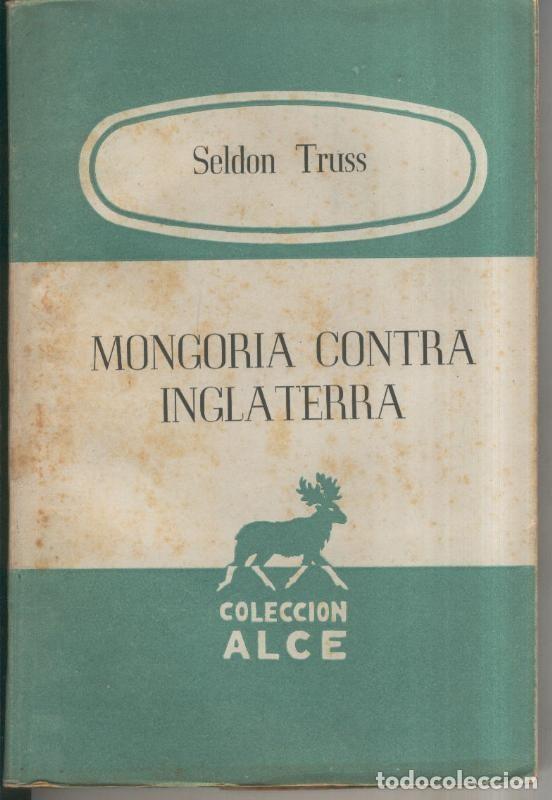 Seldon Truss
MONGORIA CONTRA
INGLATERRA
COLECCION
ALCE
todocoleccion